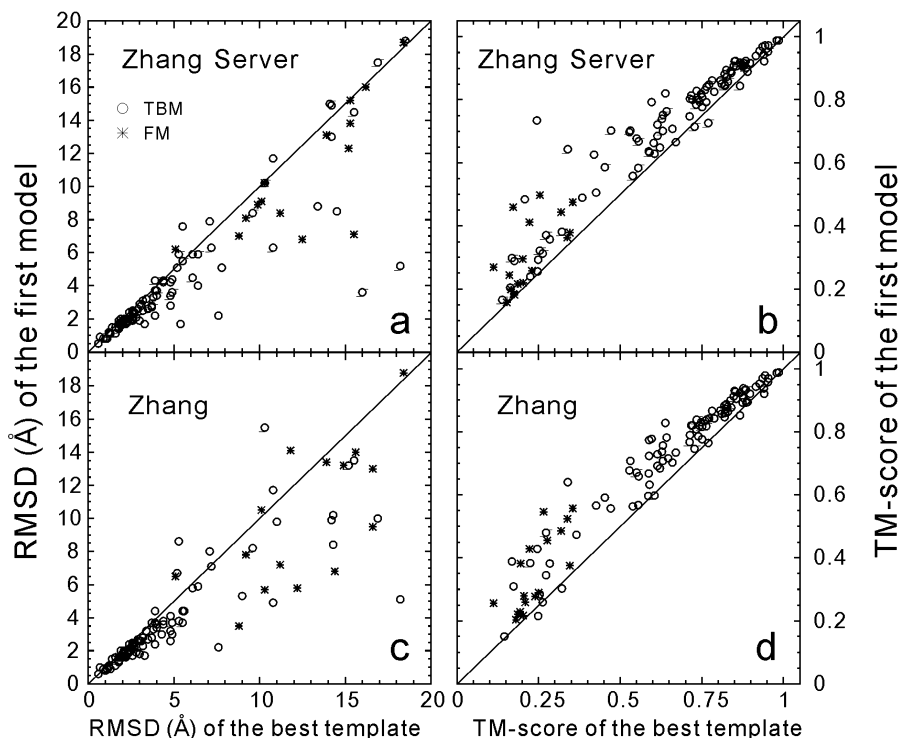 20
18
16
14
12
10
8
6
4
2
0
Zhang Server
TBM
FM
a
Zhang Server
b
1
0.8
0.6
0.4
0.2
0
RMSD (Å) of the first model
TM-score of the first model
18
16
14
12
10
8
6
4
2
0
Zhang
c
Zhang
d
1
0.8
0.6
0.4
0.2
0
0 5 10 15 20
0 0.25 0.5 0.75 1
RMSD (Å) of the best template
TM-score of the best template